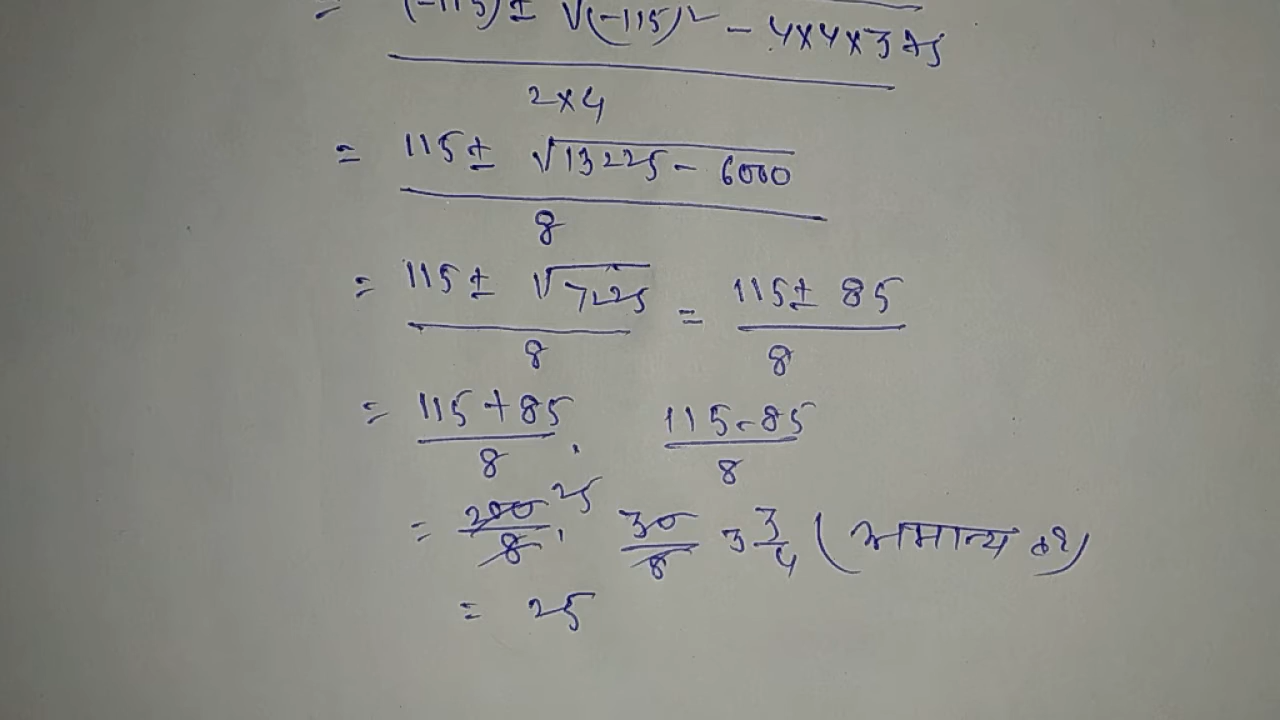 = (-115) ± √(-115)² - 4×4×375
2×4
= 115 ± √13225 - 6000
8
= 115 ± √7225 = 115 ± 85
8 8
= 115+85 115-85
8 , 8
= 200 25 30 3 3/4 (अमान्य
8 , 8
= 25